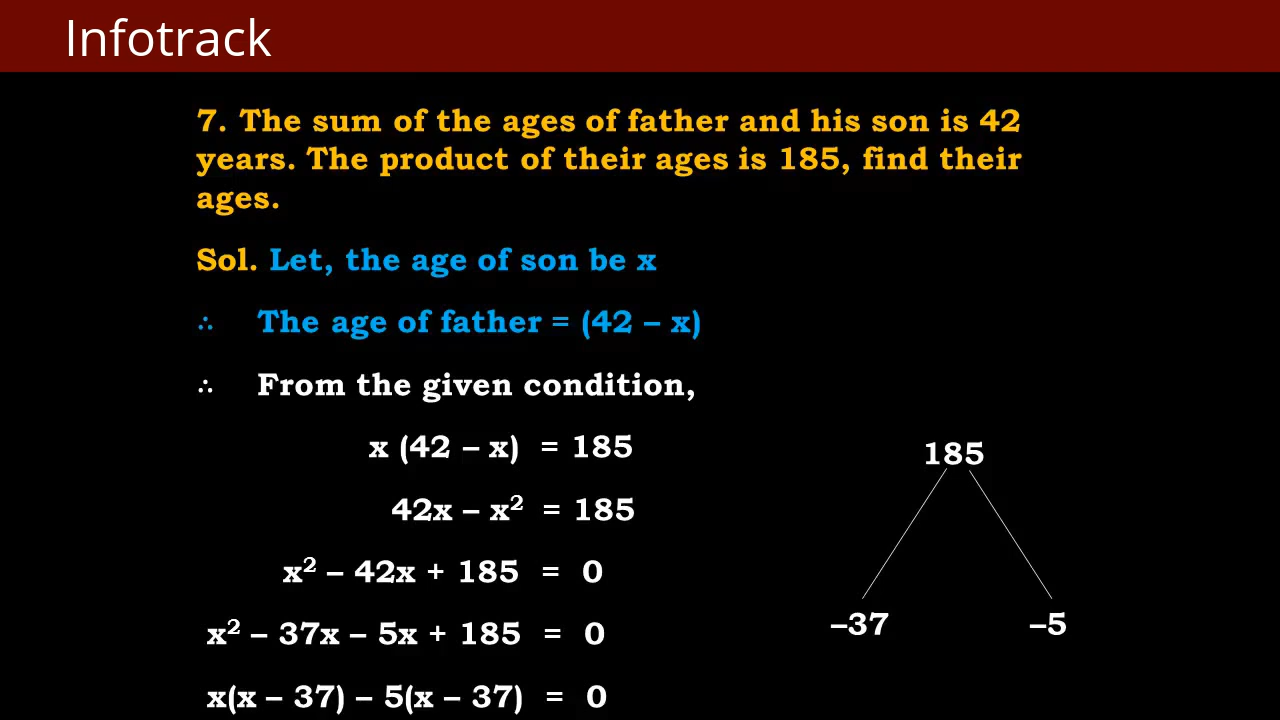 Infotrack
7. The sum of the ages of father and his son is 42
years. The product of their ages is 185, find their
ages.
Sol. Let, the age of son be x
∴ The age of father = (42 – x)
∴ From the given condition,
x (42 – x) = 185
42x – x² = 185
x² – 42x + 185 = 0
x² – 37x – 5x + 185 = 0
x(x – 37) – 5(x – 37) = 0
185
–37 –5